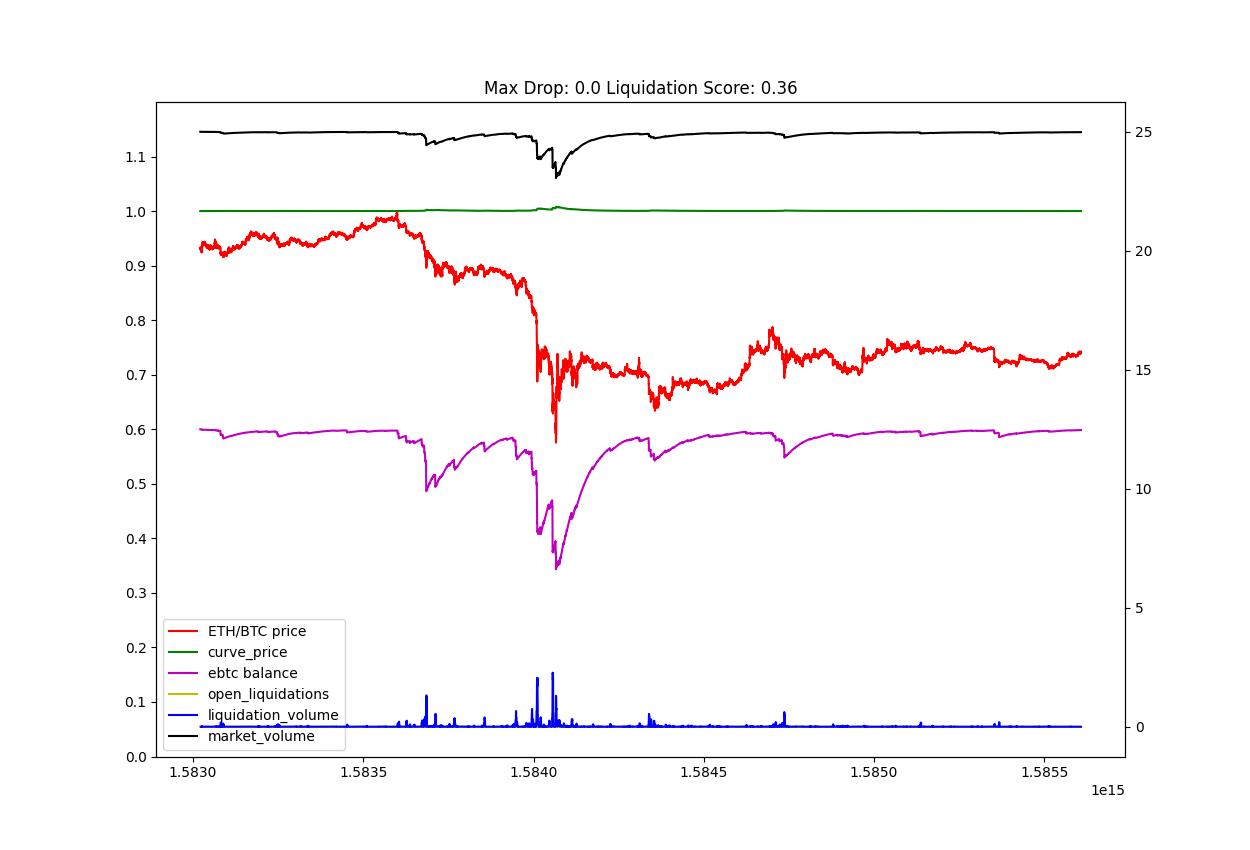 Max Drop: 0.0 Liquidation Score: 0.36
1.1
1.0
0.9
0.8
0.7
0.6
0.5
0.4
0.3
0.2
0.1
0.0
25
20
15
10
5
0
ETH/BTC price
curve_price
ebtc balance
open_liquidations
liquidation_volume
market_volume
1.5830 1.5835 1.5840 1.5845 1.5850 1.5855
1e15